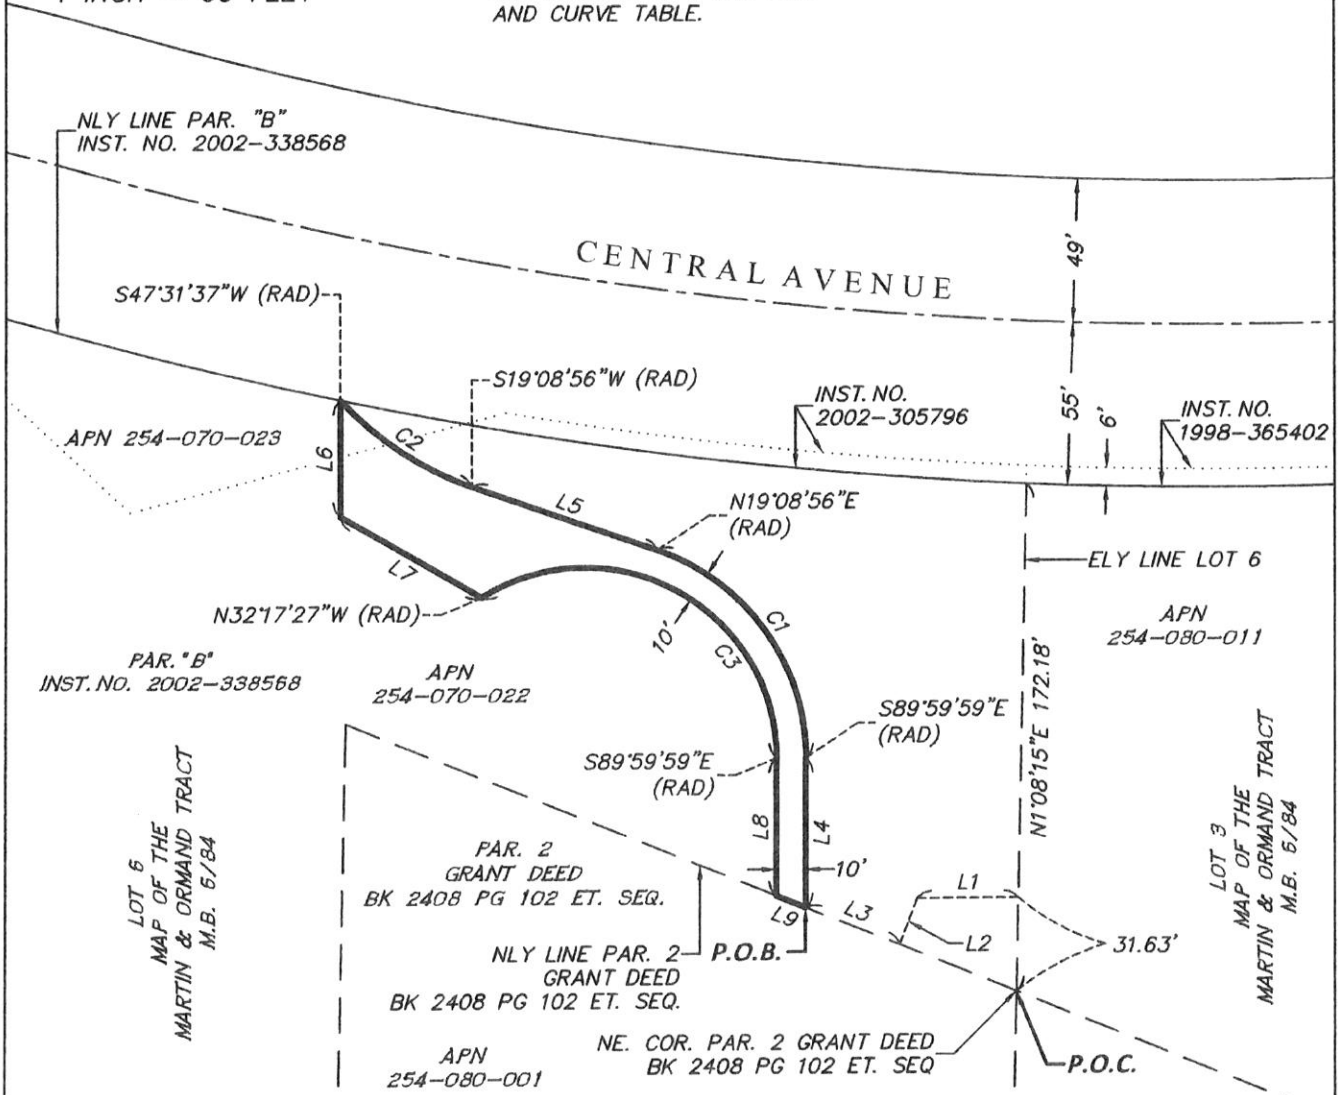 AND CURVE TABLE.
NLY LINE PAR. "B"
INST. NO. 2002-338568
CENTRAL AVENUE
49'
S47°31'37"W (RAD)
S19°08'56"W (RAD)
INST. NO.
2002-305796
55'
6'
INST. NO.
1998-365402
APN 254-070-023
C2
L6
L5
N19°08'56"E
(RAD)
ELY LINE LOT 6
L7
N32°17'27"W (RAD)
10'
C3
C1
APN
254-080-011
PAR. "B"
INST. NO. 2002-338568
APN
254-070-022
N1°08'15"E 172.18'
S89°59'59"E
(RAD)
S89°59'59"E
(RAD)
LOT 6
MAP OF THE
MARTIN & ORMAND TRACT
M.B. 6/84
LOT 3
MAP OF THE
MARTIN & ORMAND TRACT
M.B. 6/84
PAR. 2
GRANT DEED
BK 2408 PG 102 ET. SEQ.
L8
L4
10'
L9
L3
L1
L2
31.63'
NLY LINE PAR. 2
GRANT DEED
BK 2408 PG 102 ET. SEQ.
P.O.B.
NE. COR. PAR. 2 GRANT DEED
BK 2408 PG 102 ET. SEQ
P.O.C.
APN
254-080-001